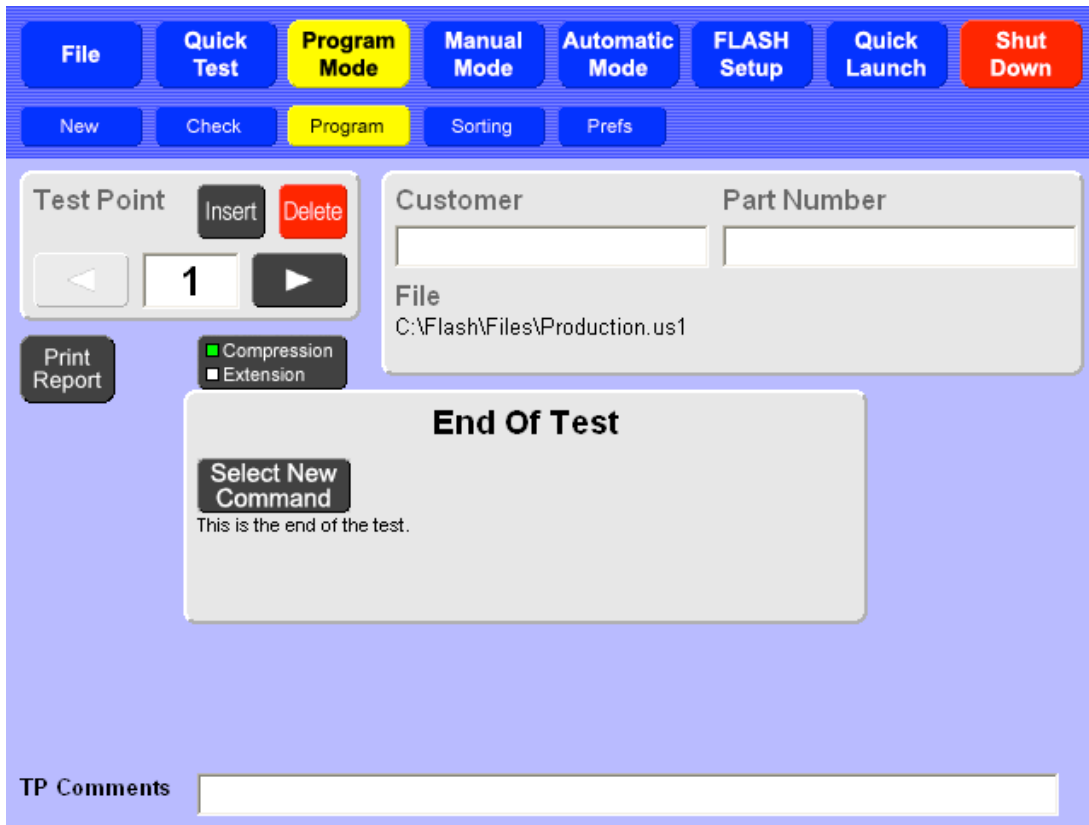 File
Quick
Test
Program
Mode
Manual
Mode
Automatic
Mode
FLASH
Setup
Quick
Launch
Shut
Down
New
Check
Program
Sorting
Prefs
Test Point
Insert
Delete
1
Customer
Part Number
File
C:\Flash\Files\Production.us1
Print
Report
Compression
Extension
End Of Test
Select New
Command
This is the end of the test.
TP Comments